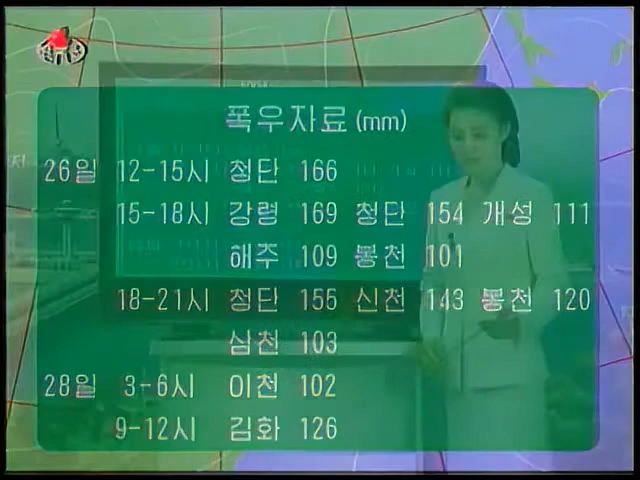 폭우자료(mm)
26일 12-15시 청단 166
15-18시 강령 169 청단 154 개성 111
해주 109 봉천 101
18-21시 청단 155 신천 143 봉천 120
삼천 103
28일 3-6시 이천 102
9-12시 김화 126